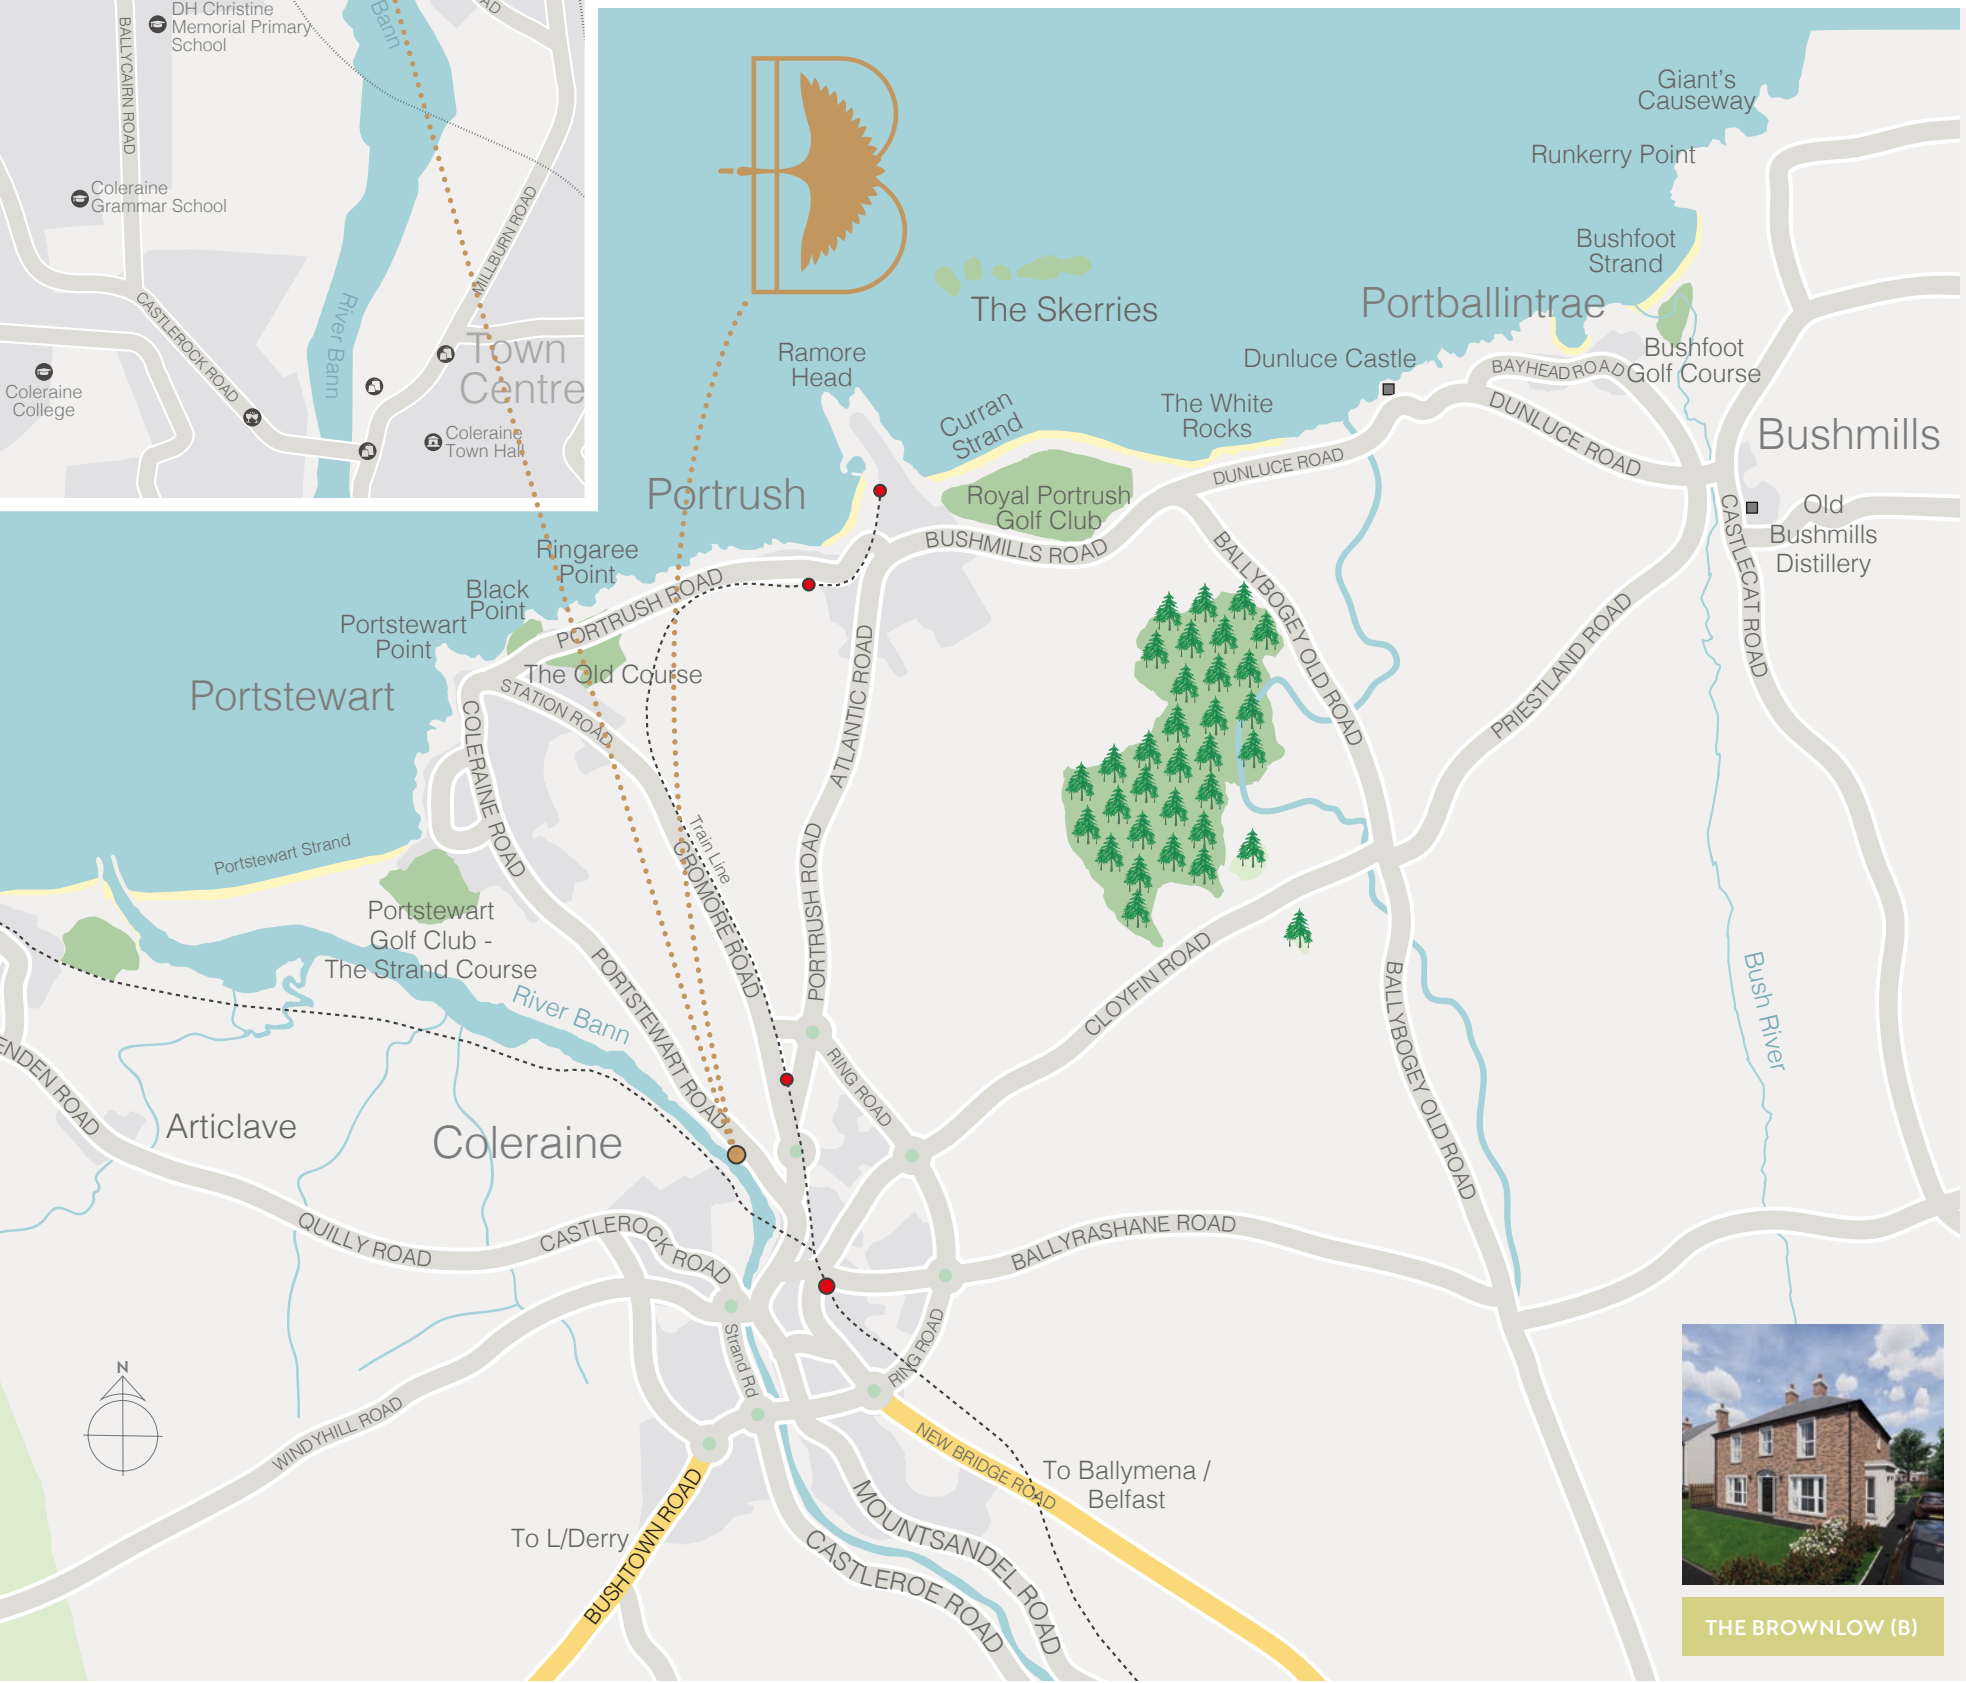 DH Christine
Memorial Primary
School
BALLYCAIRN ROAD
Bann
AD
Coleraine
Grammar School
MILLBURN ROAD
CASTLEROCK ROAD
River Bann
Town
Centre
Coleraine
College
Coleraine
Town Hall
Giant's
Causeway
Runkerry Point
Bushfoot
Strand
Portballintrae
The Skerries
Ramore
Head
Dunluce Castle
BAYHEAD ROAD
Bushfoot
Golf Course
Curran
Strand
The White
Rocks
DUNLUCE ROAD
Bushmills
DUNLUCE ROAD
Portrush
Royal Portrush
Golf Club
Old
Bushmills
Distillery
CASTLECAT ROAD
BUSHMILLS ROAD
Ringaree
Point
Black
Point
PORTRUSH ROAD
Portstewart
Point
BALLYBOGEY OLD ROAD
PRIESTLAND ROAD
The Old Course
Portstewart
STATION ROAD
ATLANTIC ROAD
COLERAINE ROAD
Train Line
Portstewart Strand
CROMORE ROAD
PORTRUSH ROAD
Portstewart
Golf Club -
The Strand Course
River Bann
PORTSTEWART ROAD
CLOYFIN ROAD
BALLYBOGEY OLD ROAD
Bush River
RING ROAD
ENDEN ROAD
Articlave
Coleraine
QUILLY ROAD
CASTLEROCK ROAD
BALLYRASHANE ROAD
Strand Rd
RING ROAD
N
WINDYHILL ROAD
NEW BRIDGE ROAD
To Ballymena /
Belfast
To L/Derry
BUSHTOWN ROAD
MOUNTSANDEL ROAD
CASTLEROE ROAD
THE BROWNLOW (B)